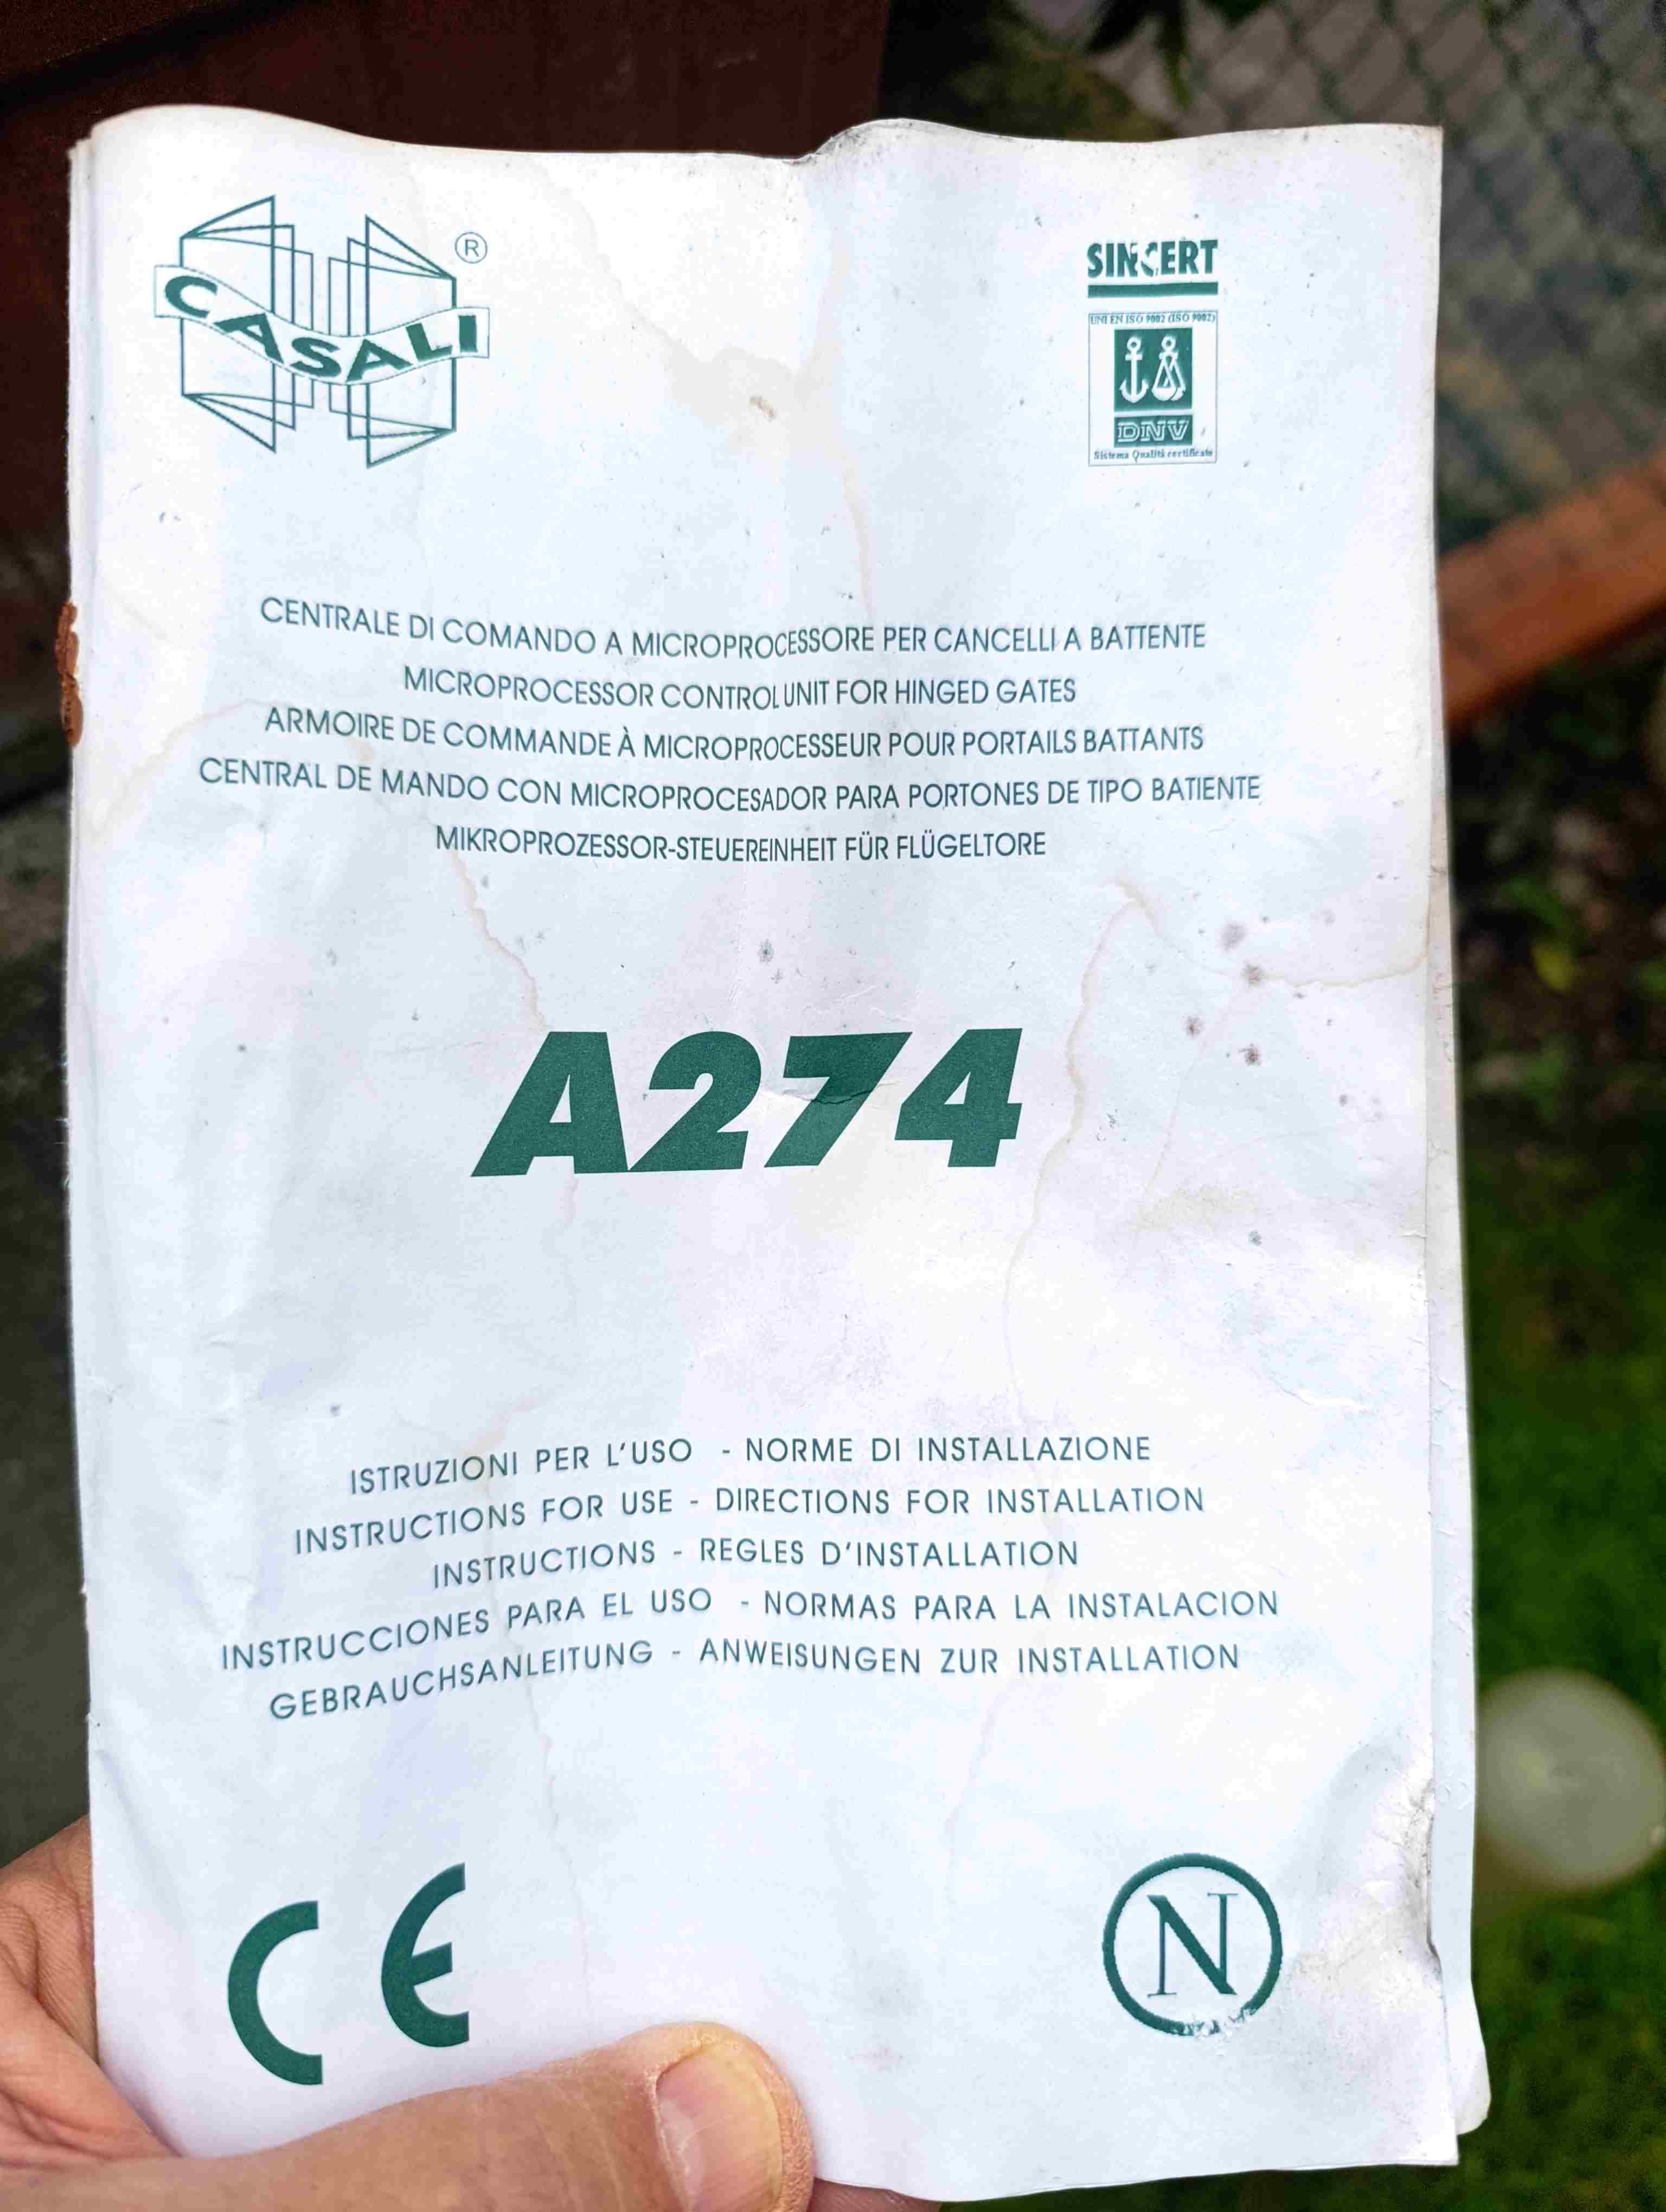 CASALI ®
SINCERT
UNI EN ISO 9002 (ISO 9002)
DNV
Sistema Qualità certificato
CENTRALE DI COMANDO A MICROPROCESSORE PER CANCELLI A BATTENTE
MICROPROCESSOR CONTROL UNIT FOR HINGED GATES
ARMOIRE DE COMMANDE À MICROPROCESSEUR POUR PORTAILS BATTANTS
CENTRAL DE MANDO CON MICROPROCESADOR PARA PORTONES DE TIPO BATIENTE
MIKROPROZESSOR-STEUEREINHEIT FÜR FLÜGELTORE
A274
ISTRUZIONI PER L'USO - NORME DI INSTALLAZIONE
INSTRUCTIONS FOR USE - DIRECTIONS FOR INSTALLATION
INSTRUCTIONS - REGLES D'INSTALLATION
INSTRUCCIONES PARA EL USO - NORMAS PARA LA INSTALACION
GEBRAUCHSANLEITUNG - ANWEISUNGEN ZUR INSTALLATION
CE
N